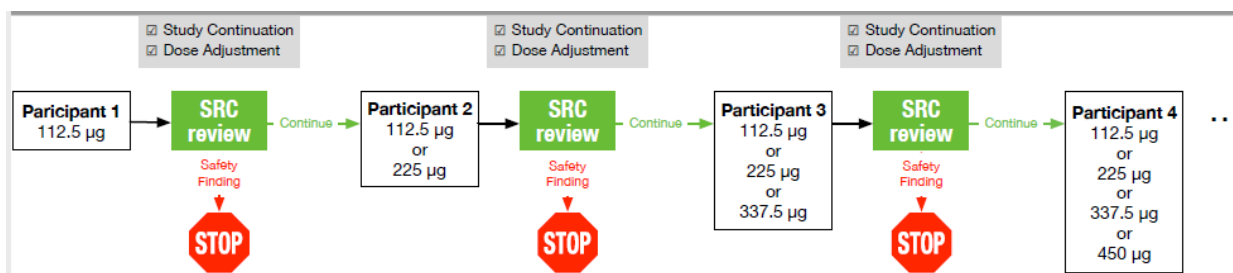 ☑ Study Continuation
☑ Dose Adjustment
☑ Study Continuation
☑ Dose Adjustment
☑ Study Continuation
☑ Dose Adjustment
Paricipant 1
112.5 µg
SRC
review
Continue
Safety
Finding
STOP
Participant 2
112.5 µg
or
225 µg
SRC
review
Continue
Safety
Finding
STOP
Participant 3
112.5 µg
or
225 µg
or
337.5 µg
SRC
review
Continue
Safety
Finding
STOP
Participant 4
112.5 µg
or
225 µg
or
337.5 µg
or
450 µg
..